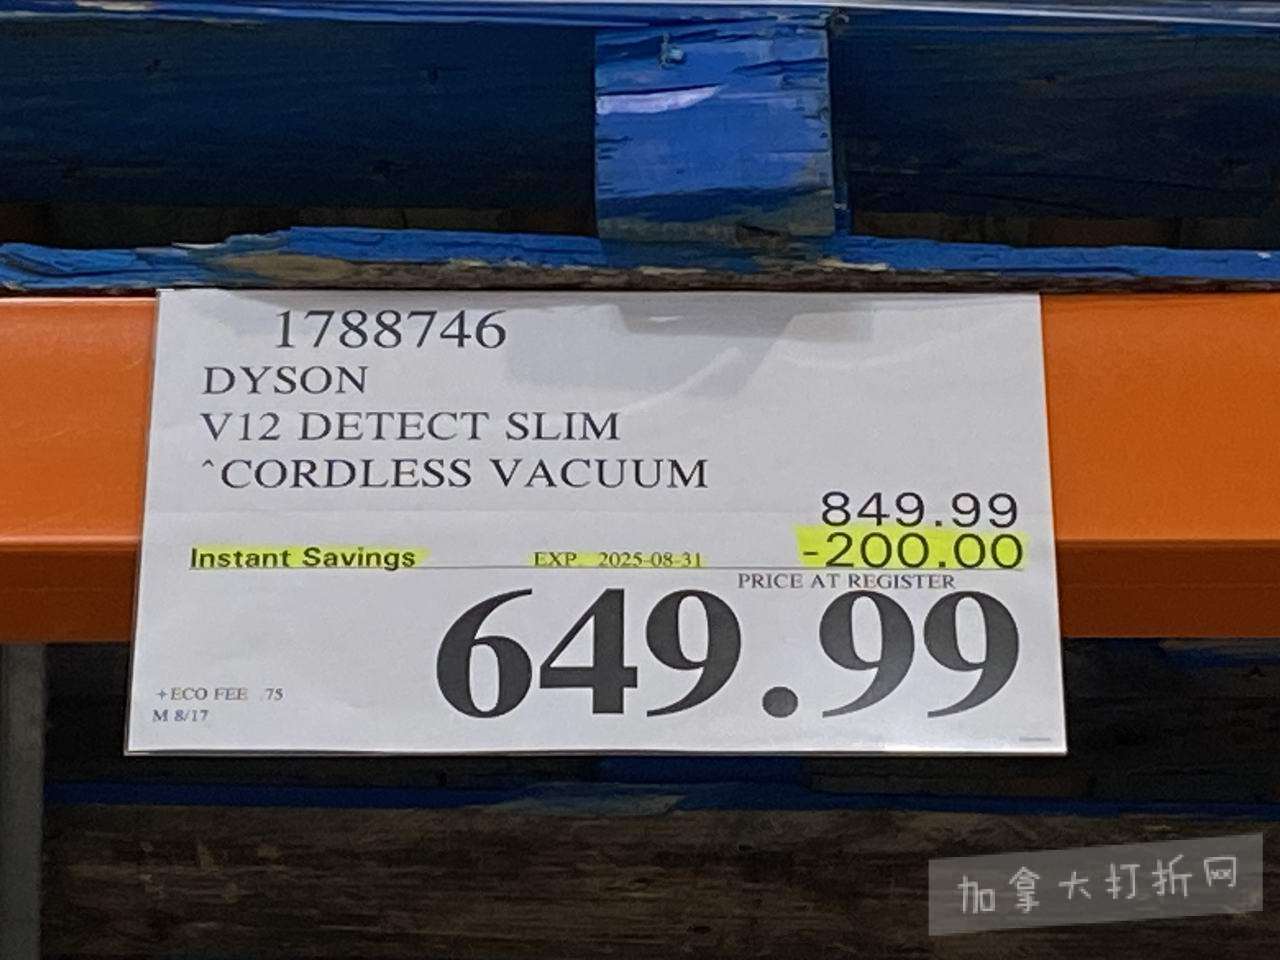 1788746
DYSON
V12 DETECT SLIM
^CORDLESS VACUUM
849.99
Instant Savings EXP. 2025-08-31 -200.00
PRICE AT REGISTER
649.99
+ECO FEE .75
M 8/17
加拿大打折网